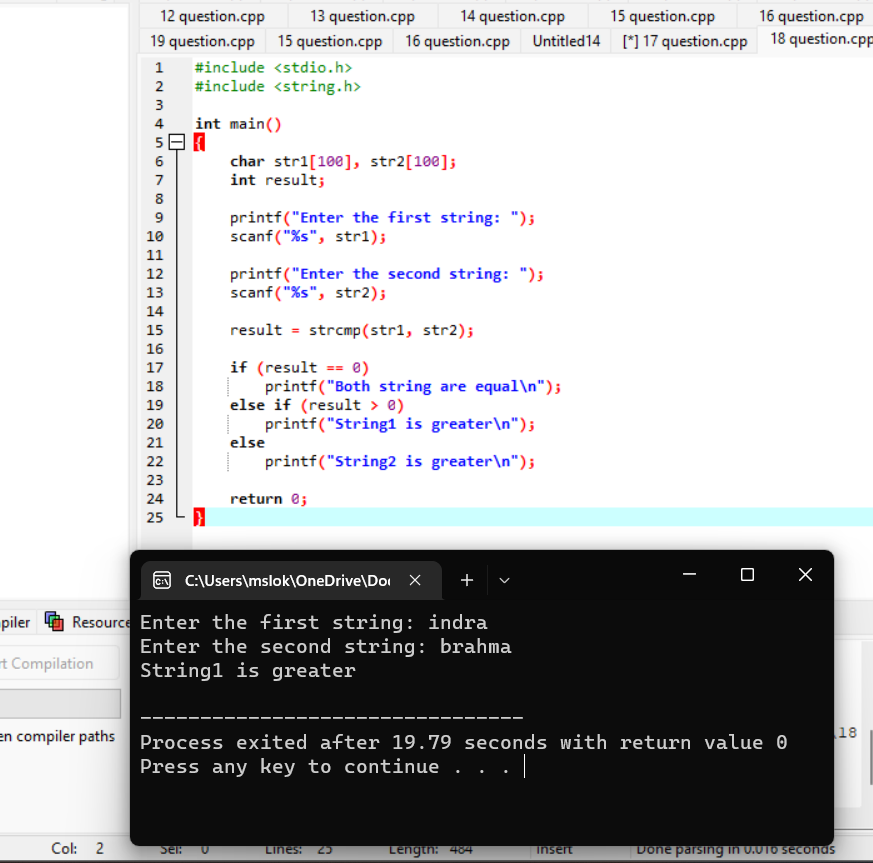 12 question.cpp 13 question.cpp 14 question.cpp 15 question.cpp 16 question.cpp
19 question.cpp 15 question.cpp 16 question.cpp Untitled14 [*] 17 question.cpp 18 question.cpp
1 #include <stdio.h>
2 #include <string.h>
3
4 int main()
5 {
6 char str1[100], str2[100];
7 int result;
8
9 printf("Enter the first string: ");
10 scanf("%s", str1);
11
12 printf("Enter the second string: ");
13 scanf("%s", str2);
14
15 result = strcmp(str1, str2);
16
17 if (result == 0)
18 printf("Both string are equal\n");
19 else if (result > 0)
20 printf("String1 is greater\n");
21 else
22 printf("String2 is greater\n");
23
24 return 0;
25 }
C:\Users\mslok\OneDrive\Do
Enter the first string: indra
Enter the second string: brahma
String1 is greater
--------------------------------
Process exited after 19.79 seconds with return value 0
Press any key to continue . . .
piler Resource
t Compilation
en compiler paths
\18
Col: 2 Sel: 0 Lines: 25 Length: 484 Insert Done parsing in 0.016 seconds